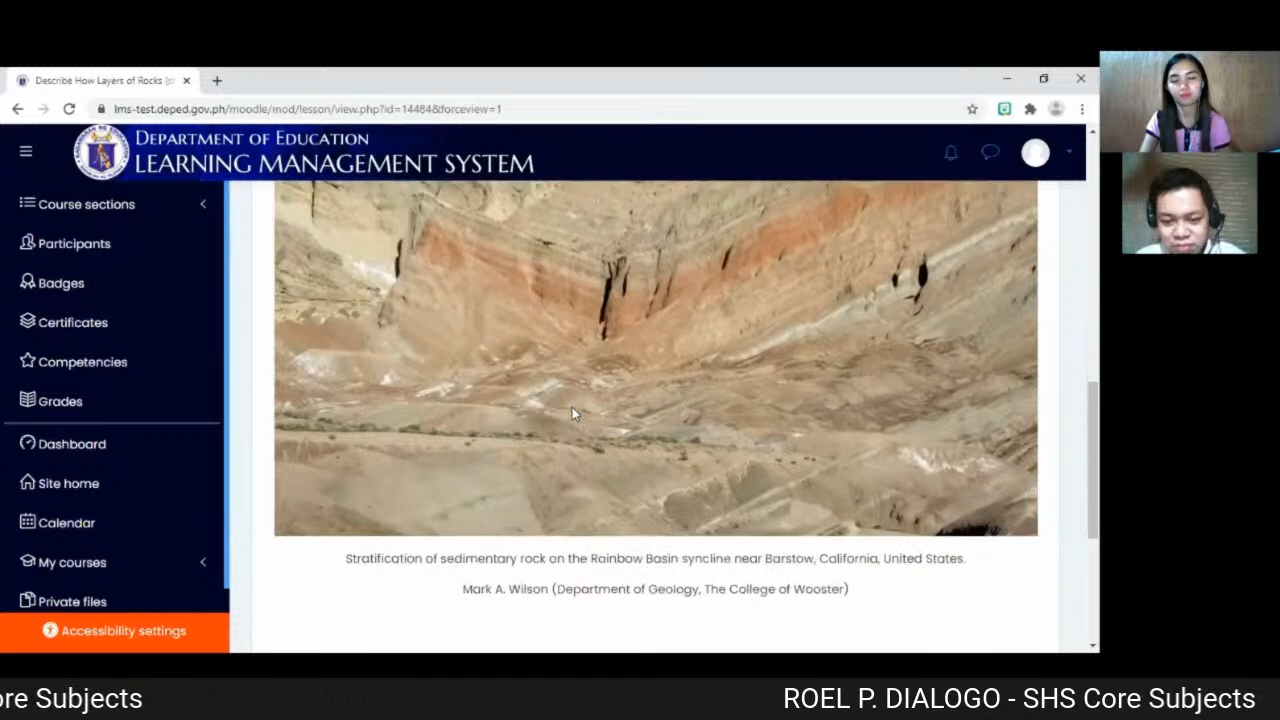 Describe How Layers of Rocks (s
lms-test.deped.gov.ph/moodle/mod/lesson/view.php?id=14484&forceview=1
DEPARTMENT OF EDUCATION
LEARNING MANAGEMENT SYSTEM
Course sections
Participants
Badges
Certificates
Competencies
Grades
Dashboard
Site home
Calendar
My courses
Private files
Accessibility settings
Stratification of sedimentary rock on the Rainbow Basin syncline near Barstow, California, United States.
Mark A. Wilson (Department of Geology, The College of Wooster)
ore Subjects
ROEL P. DIALOGO - SHS Core Subjects